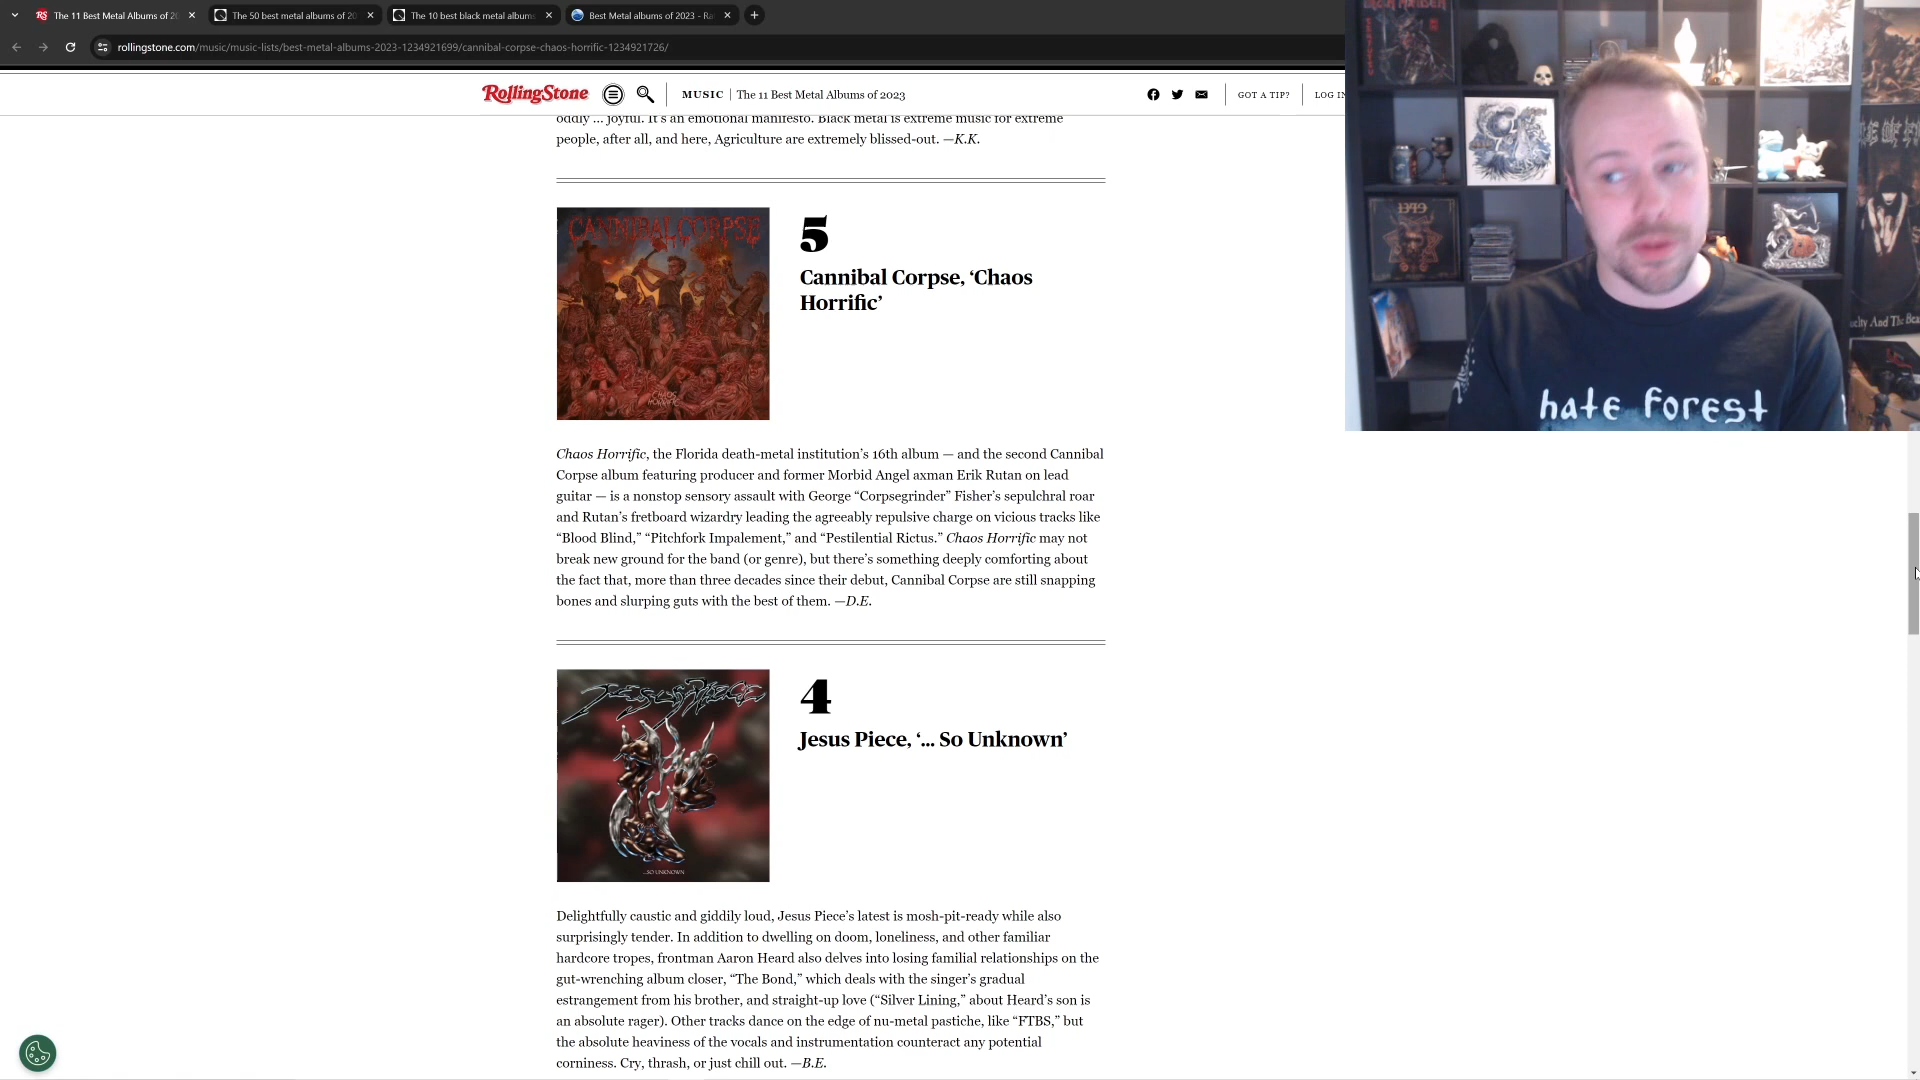 The 11 Best Metal Albums of 20
The 50 best metal albums of 20
The 10 best black metal albums
Best Metal albums of 2023 - Ra
rollingstone.com/music/music-lists/best-metal-albums-2023-1234921699/cannibal-corpse-chaos-horrific-1234921726/
RollingStone
MUSIC | The 11 Best Metal Albums of 2023
GOT A TIP?
LOG IN
oddly ... joyful. It’s an emotional manifesto. Black metal is extreme music for extreme
people, after all, and here, Agriculture are extremely blissed-out. —K.K.
CANNIBAL CORPSE
CHAOS
HORRIFIC
5
Cannibal Corpse, ‘Chaos
Horrific’
Chaos Horrific, the Florida death-metal institution’s 16th album — and the second Cannibal
Corpse album featuring producer and former Morbid Angel axman Erik Rutan on lead
guitar — is a nonstop sensory assault with George “Corpsegrinder” Fisher’s sepulchral roar
and Rutan’s fretboard wizardry leading the agreeably repulsive charge on vicious tracks like
“Blood Blind,” “Pitchfork Impalement,” and “Pestilential Rictus.” Chaos Horrific may not
break new ground for the band (or genre), but there’s something deeply comforting about
the fact that, more than three decades since their debut, Cannibal Corpse are still snapping
bones and slurping guts with the best of them. —D.E.
JESUS PIECE
...SO UNKNOWN
4
Jesus Piece, ‘... So Unknown’
Delightfully caustic and giddily loud, Jesus Piece’s latest is mosh-pit-ready while also
surprisingly tender. In addition to dwelling on doom, loneliness, and other familiar
hardcore tropes, frontman Aaron Heard also delves into losing familial relationships on the
gut-wrenching album closer, “The Bond,” which deals with the singer’s gradual
estrangement from his brother, and straight-up love (“Silver Lining,” about Heard’s son is
an absolute rager). Other tracks dance on the edge of nu-metal pastiche, like “FTBS,” but
the absolute heaviness of the vocals and instrumentation counteract any potential
corniness. Cry, thrash, or just chill out. —B.E.
1349
hate forest
uelty And The Bea